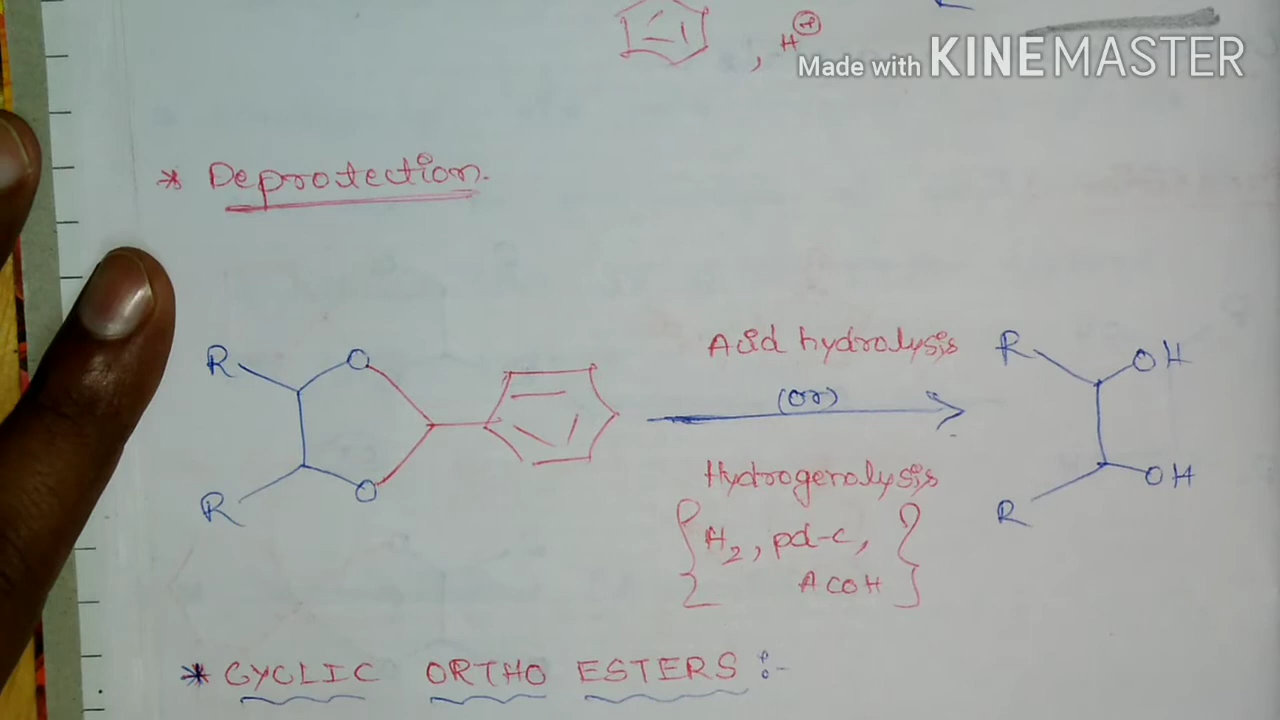 , H⊕
Made with KINEMASTER
* Deprotection.
R O
R O
Acid hydrolysis
(or)
Hydrogenolysis
{H2, pd-c,
ACOH}
R OH
R OH
* CYCLIC ORTHO ESTERS :-